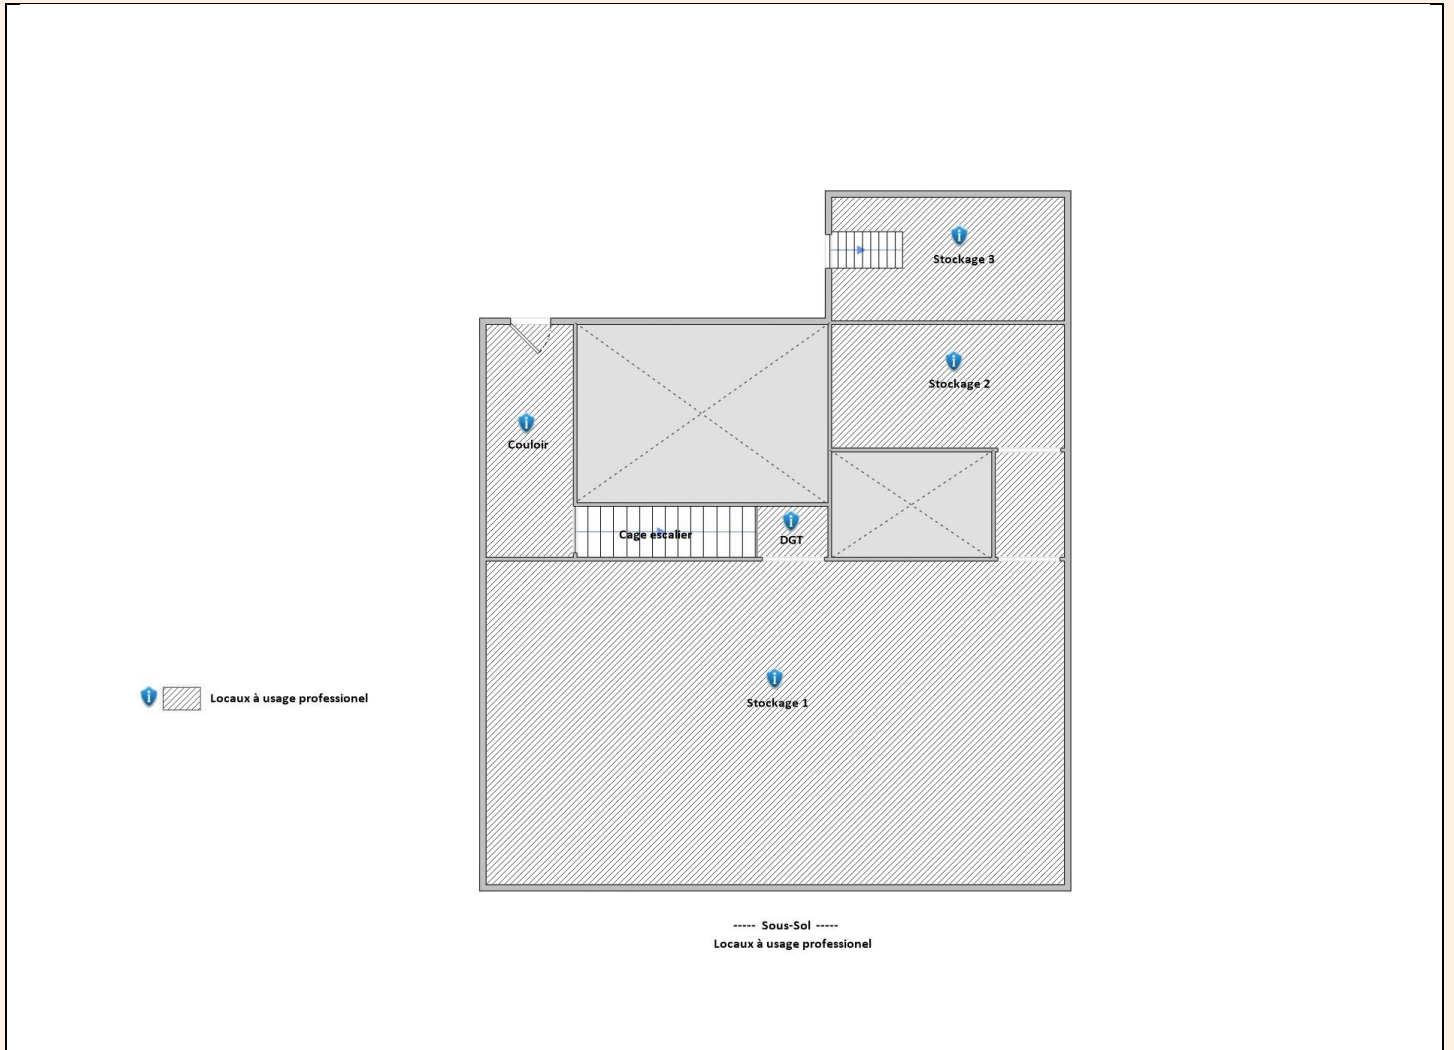 Stockage 3
Stockage 2
Couloir
Cage escalier
DGT
Stockage 1
Locaux à usage professionel
----- Sous-Sol -----
Locaux à usage professionel